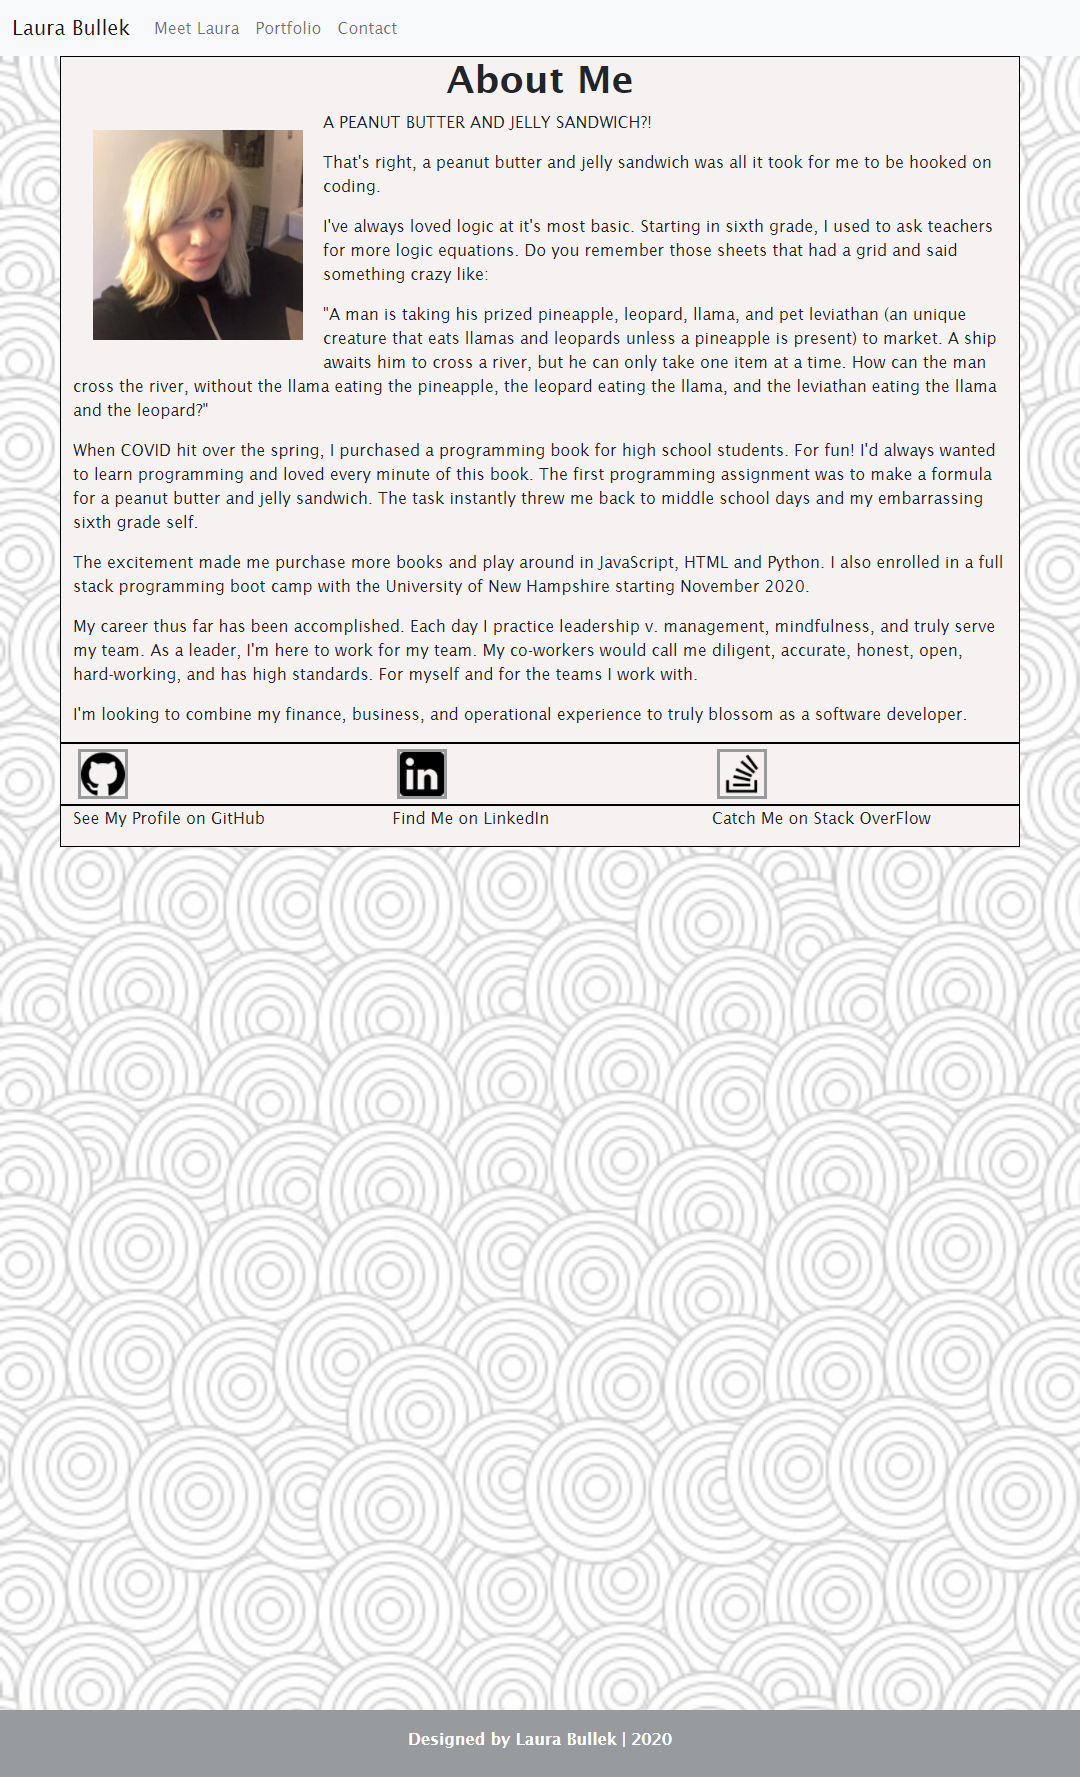 Laura Bullek Meet Laura Portfolio Contact
About Me
A PEANUT BUTTER AND JELLY SANDWICH?!
That's right, a peanut butter and jelly sandwich was all it took for me to be hooked on
coding.
I've always loved logic at it's most basic. Starting in sixth grade, I used to ask teachers
for more logic equations. Do you remember those sheets that had a grid and said
something crazy like:
"A man is taking his prized pineapple, leopard, llama, and pet leviathan (an unique
creature that eats llamas and leopards unless a pineapple is present) to market. A ship
awaits him to cross a river, but he can only take one item at a time. How can the man
cross the river, without the llama eating the pineapple, the leopard eating the llama, and the leviathan eating the llama
and the leopard?"
When COVID hit over the spring, I purchased a programming book for high school students. For fun! I'd always wanted
to learn programming and loved every minute of this book. The first programming assignment was to make a formula
for a peanut butter and jelly sandwich. The task instantly threw me back to middle school days and my embarrassing
sixth grade self.
The excitement made me purchase more books and play around in JavaScript, HTML and Python. I also enrolled in a full
stack programming boot camp with the University of New Hampshire starting November 2020.
My career thus far has been accomplished. Each day I practice leadership v. management, mindfulness, and truly serve
my team. As a leader, I'm here to work for my team. My co-workers would call me diligent, accurate, honest, open,
hard-working, and has high standards. For myself and for the teams I work with.
I'm looking to combine my finance, business, and operational experience to truly blossom as a software developer.
in
See My Profile on GitHub Find Me on LinkedIn Catch Me on Stack OverFlow
Designed by Laura Bullek | 2020